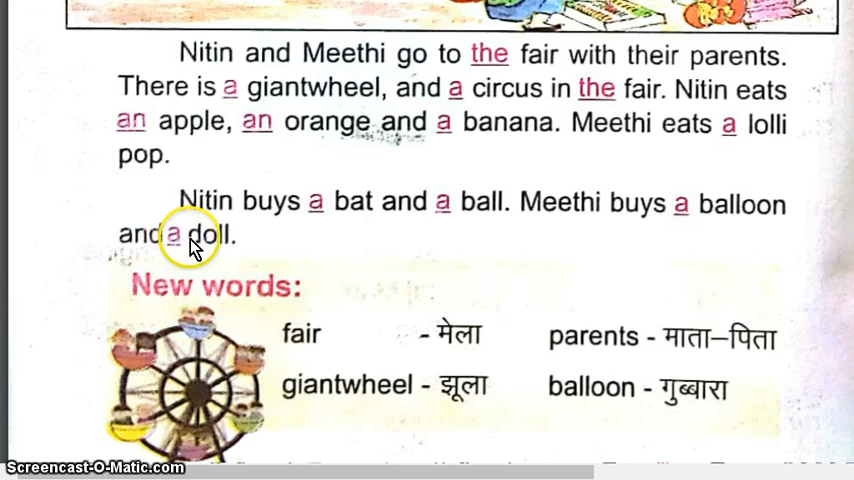 Nitin and Meethi go to the fair with their parents.
There is a giantwheel, and a circus in the fair. Nitin eats
an apple, an orange and a banana. Meethi eats a lolli
pop.
Nitin buys a bat and a ball. Meethi buys a balloon
and a doll.
New words:
fair - मेला parents - माता–पिता
giantwheel - झूला balloon - गुब्बारा
Screencast-O-Matic.com